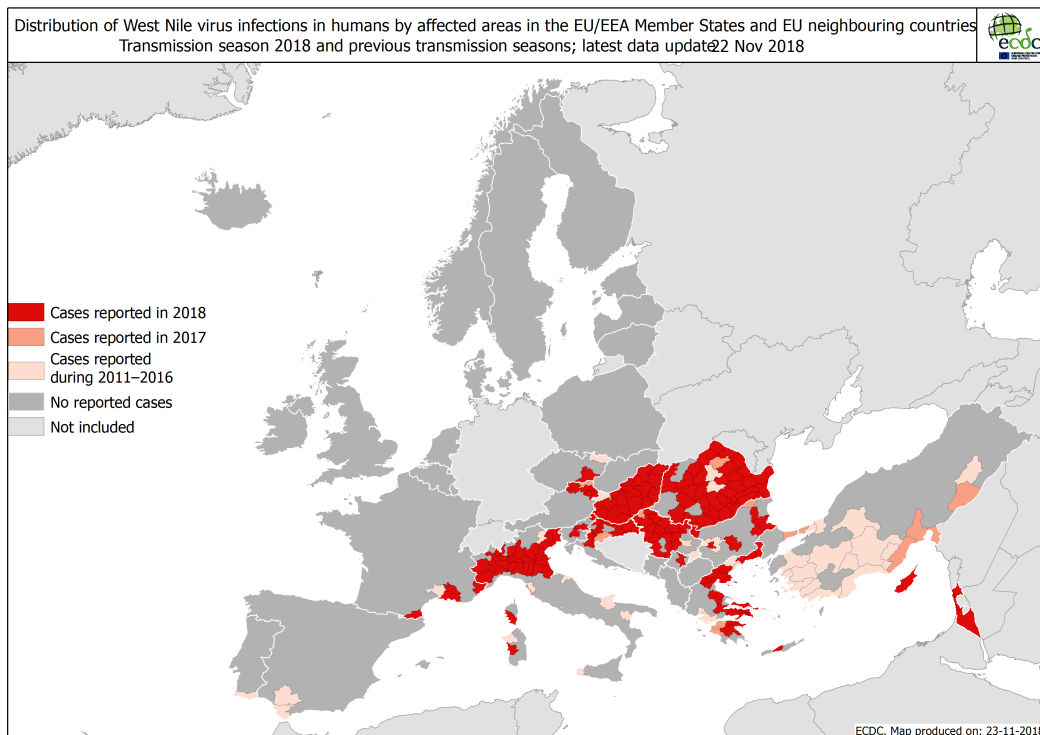 Distribution of West Nile virus infections in humans by affected areas in the EU/EEA Member States and EU neighbouring countries
Transmission season 2018 and previous transmission seasons; latest data update22 Nov 2018
ecdc
Cases reported in 2018
Cases reported in 2017
Cases reported
during 2011–2016
No reported cases
Not included
ECDC. Map produced on: 23-11-2018